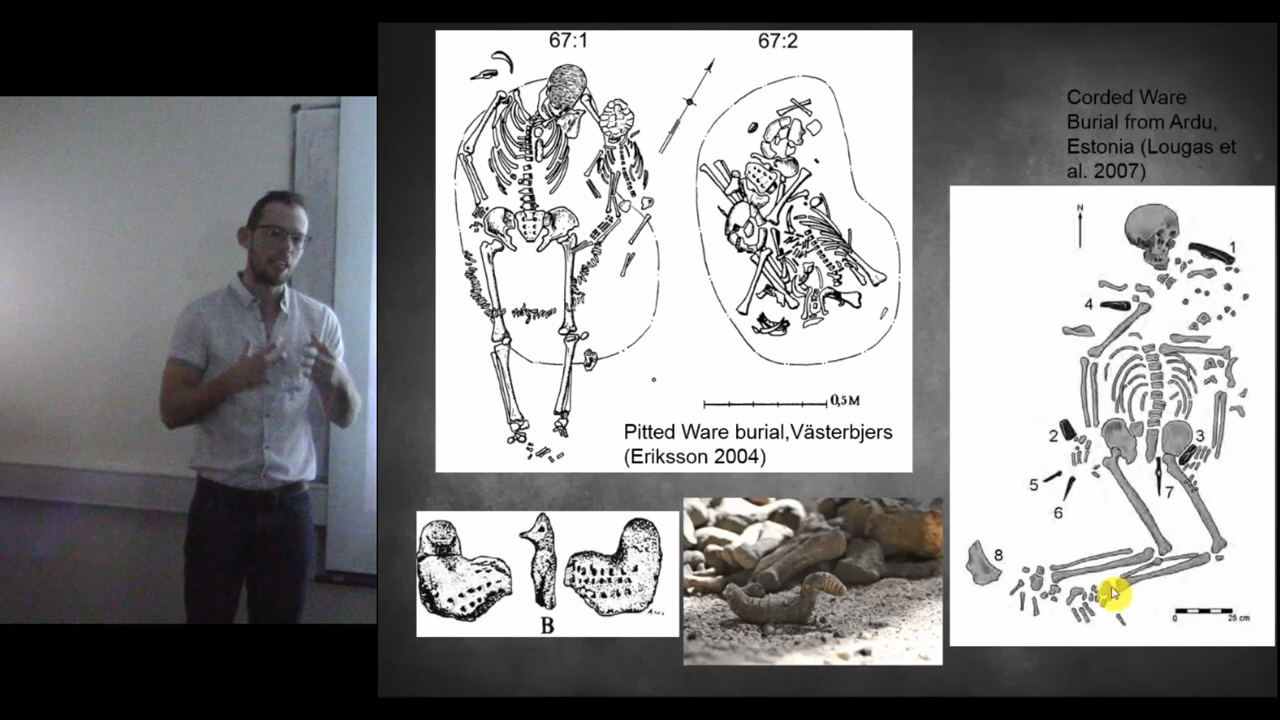 67:1
67:2
0,5M
Pitted Ware burial,Västerbjers
(Eriksson 2004)
B
Corded Ware
Burial from Ardu,
Estonia (Lougas et
al. 2007)
N
1
4
2
3
5
6
7
8
0
25 cm